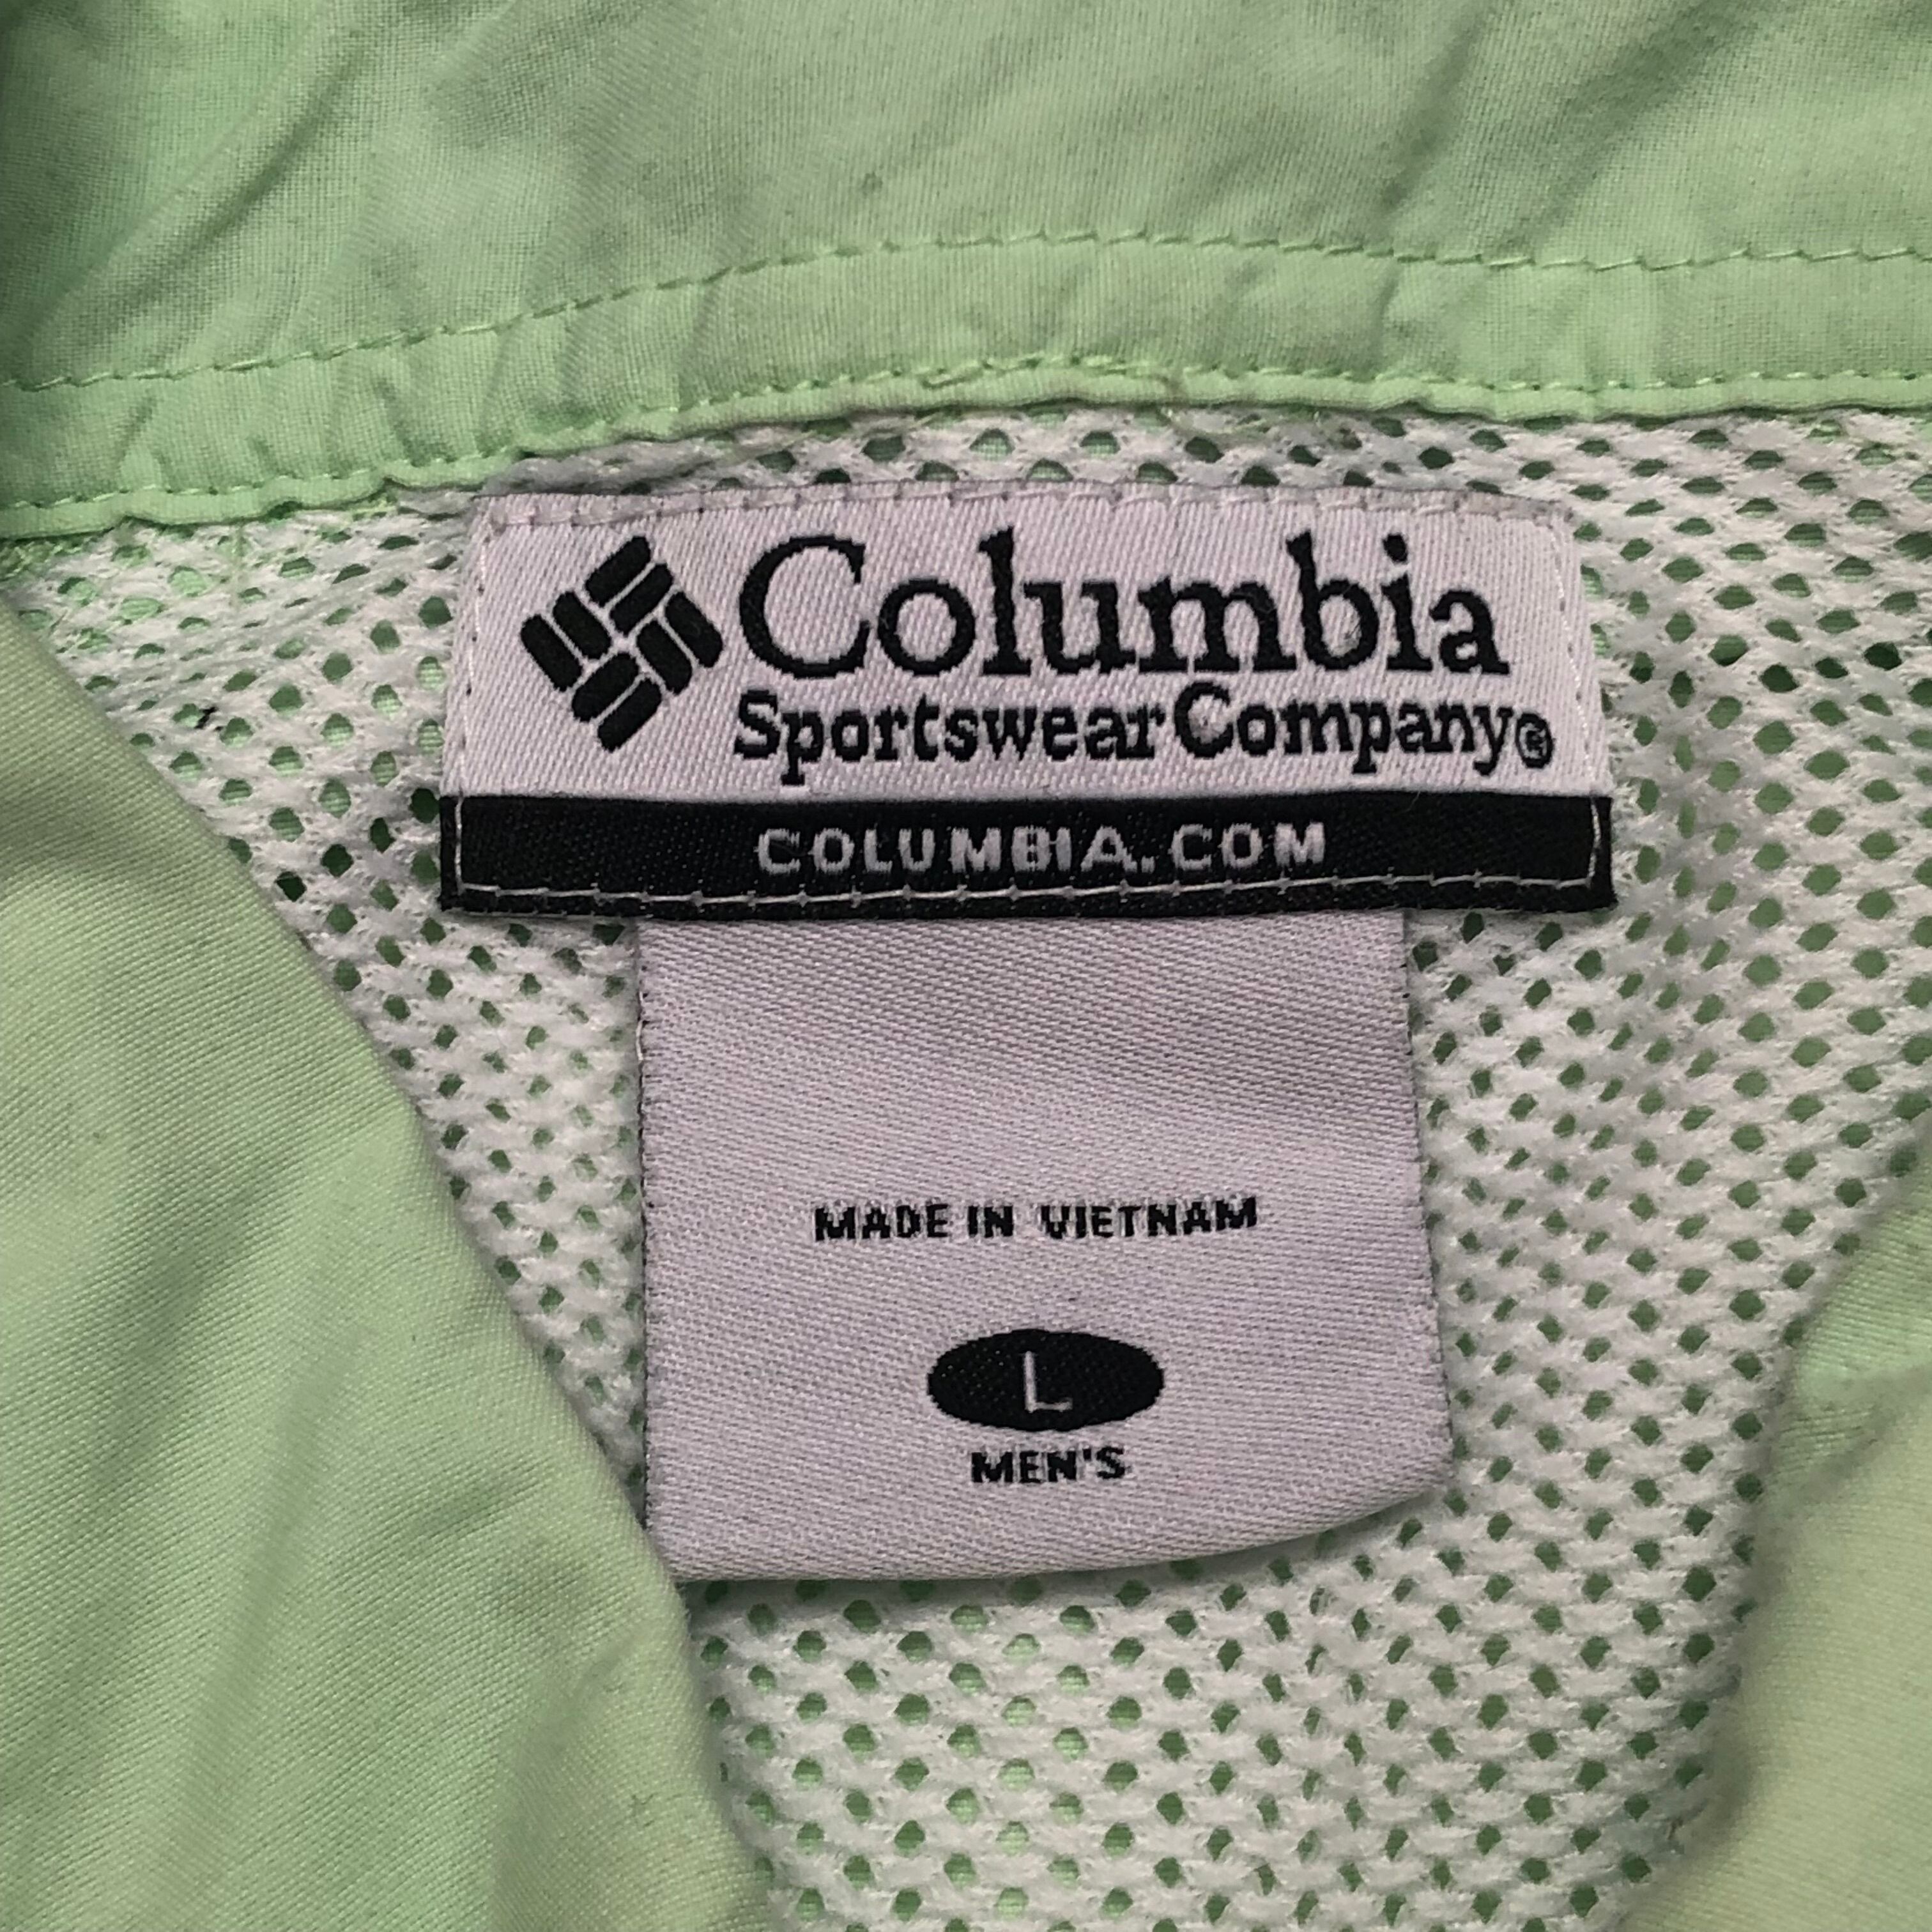 Columbia
Sportswear Company®
COLUMBIA.COM
MADE IN VIETNAM
L
MEN'S